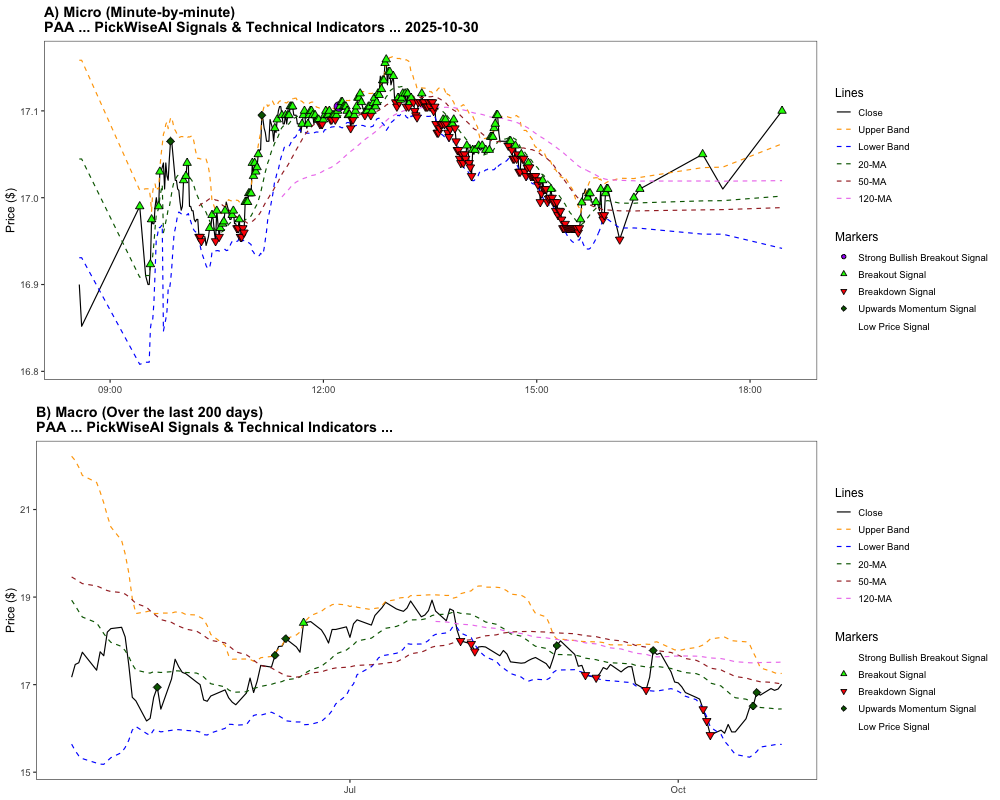 A) Micro (Minute-by-minute)
PAA ... PickWiseAI Signals & Technical Indicators ... 2025-10-30
Price ($)
17.1
17.0
16.9
16.8
09:00
12:00
15:00
18:00
Lines
Close
Upper Band
Lower Band
20-MA
50-MA
120-MA
Markers
Strong Bullish Breakout Signal
Breakout Signal
Breakdown Signal
Upwards Momentum Signal
Low Price Signal
B) Macro (Over the last 200 days)
PAA ... PickWiseAI Signals & Technical Indicators ...
Price ($)
21
19
17
15
Jul
Oct
Lines
Close
Upper Band
Lower Band
20-MA
50-MA
120-MA
Markers
Strong Bullish Breakout Signal
Breakout Signal
Breakdown Signal
Upwards Momentum Signal
Low Price Signal